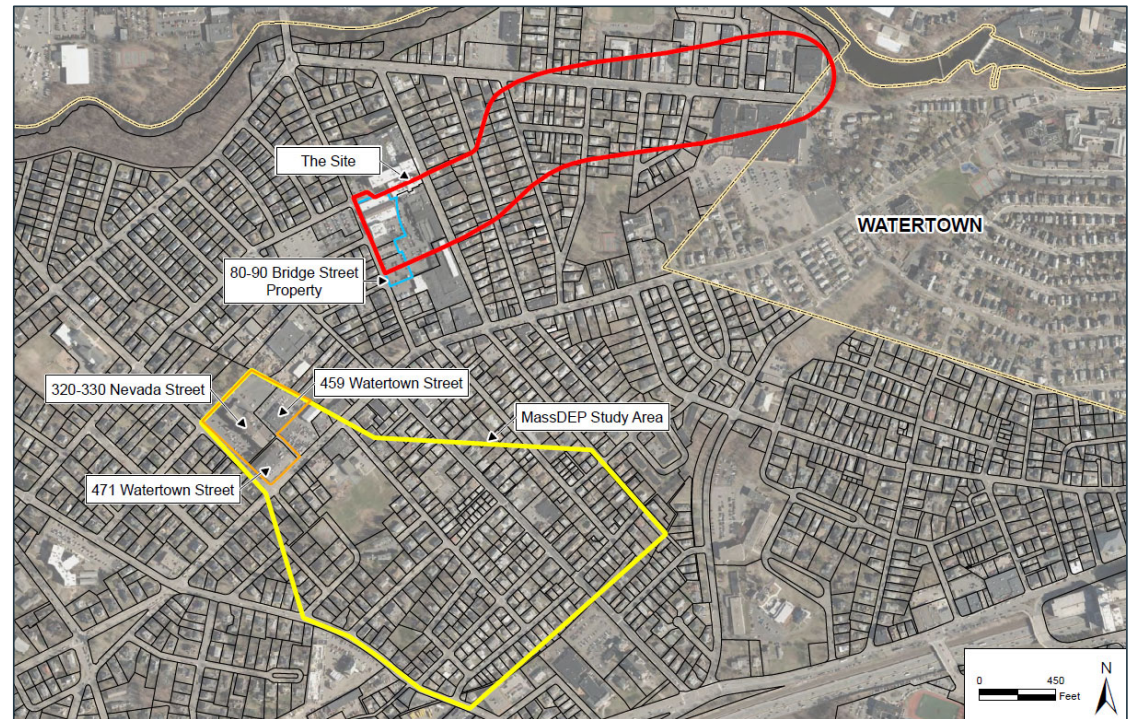 The Site
WATERTOWN
80-90 Bridge Street
Property
320-330 Nevada Street
459 Watertown Street
MassDEP Study Area
471 Watertown Street
N
0 450
Feet